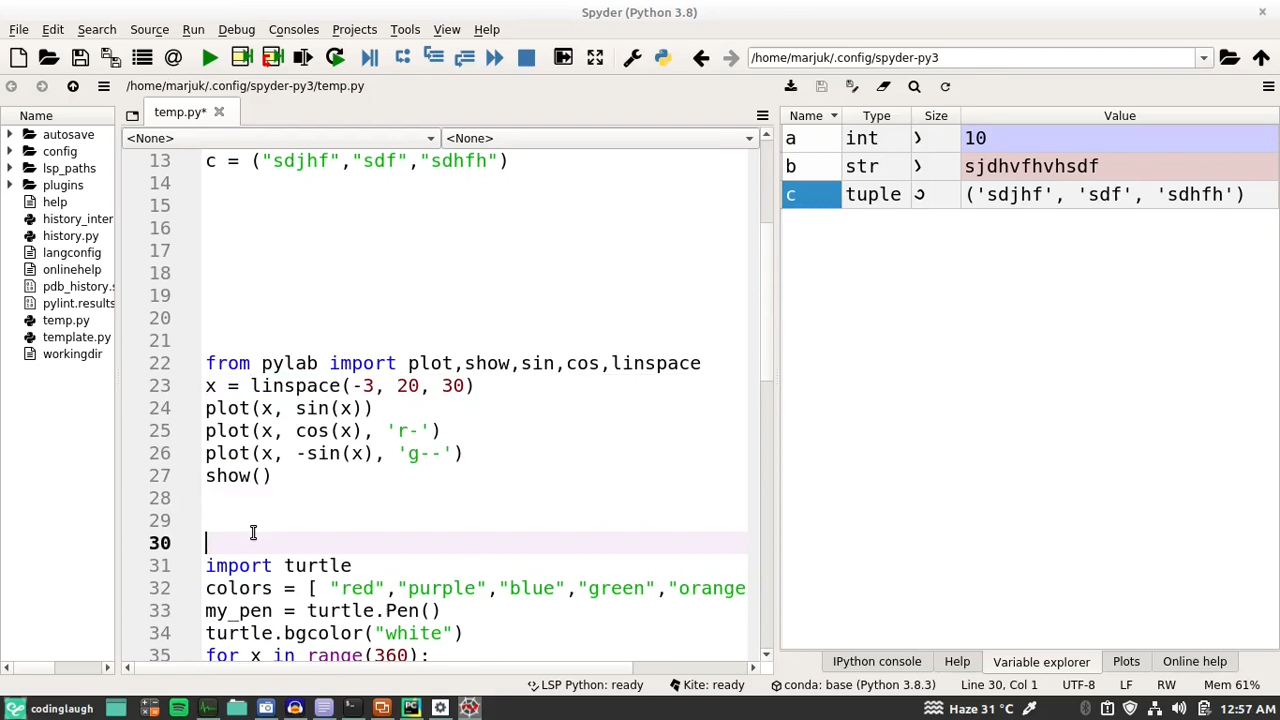 Spyder (Python 3.8)
File Edit Search Source Run Debug Consoles Projects Tools View Help
/home/marjuk/.config/spyder-py3
/home/marjuk/.config/spyder-py3/temp.py
Name
autosave
config
lsp_paths
plugins
help
history_inter
history.py
langconfig
onlinehelp
pdb_history.s
pylint.results
temp.py
template.py
workingdir
temp.py*
<None> <None>
13 c = ("sdjhf","sdf","sdhfh")
14
15
16
17
18
19
20
21
22 from pylab import plot,show,sin,cos,linspace
23 x = linspace(-3, 20, 30)
24 plot(x, sin(x))
25 plot(x, cos(x), 'r-')
26 plot(x, -sin(x), 'g--')
27 show()
28
29
30
31 import turtle
32 colors = [ "red","purple","blue","green","orange
33 my_pen = turtle.Pen()
34 turtle.bgcolor("white")
35 for x in range(360):
Name Type Size Value
a int 10
b str sjdhvfhvhsdf
c tuple ('sdjhf', 'sdf', 'sdhfh')
IPython console Help Variable explorer Plots Online help
LSP Python: ready Kite: ready conda: base (Python 3.8.3) Line 30, Col 1 UTF-8 LF RW Mem 61%
codinglaugh Haze 31 °C 12:57 AM